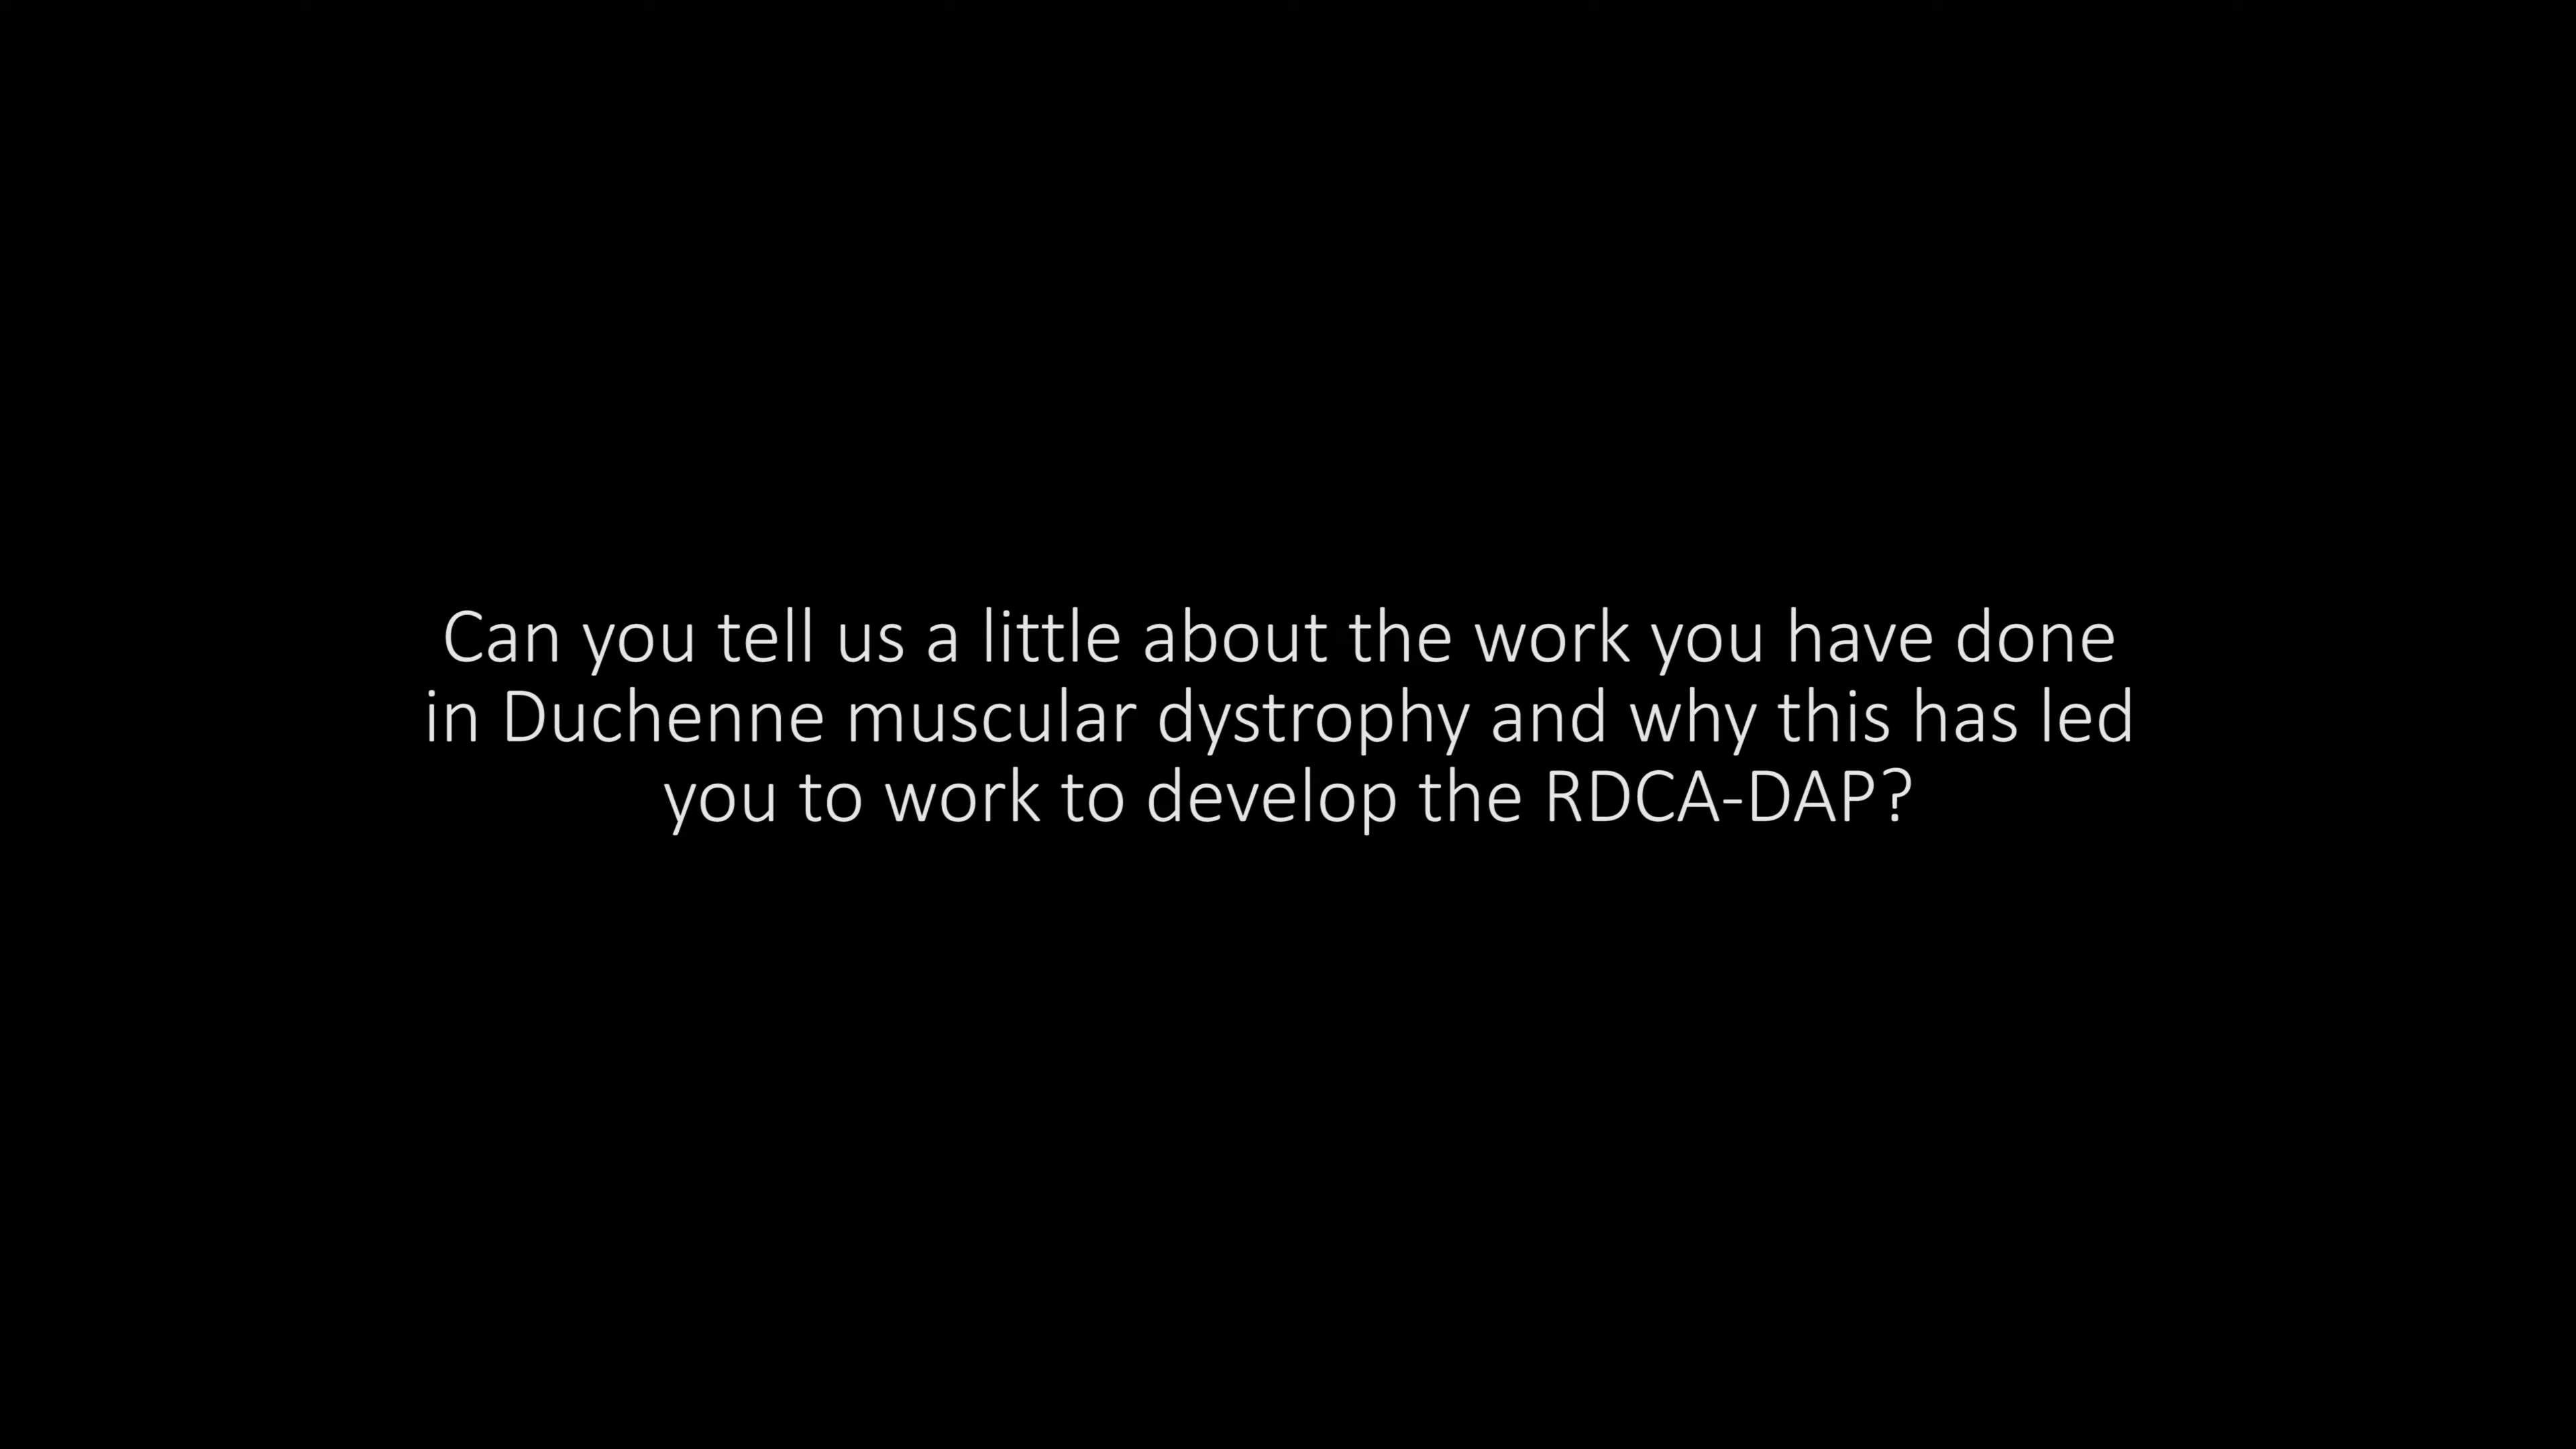 Can you tell us a little about the work you have done
in Duchenne muscular dystrophy and why this has led
you to work to develop the RDCA-DAP?